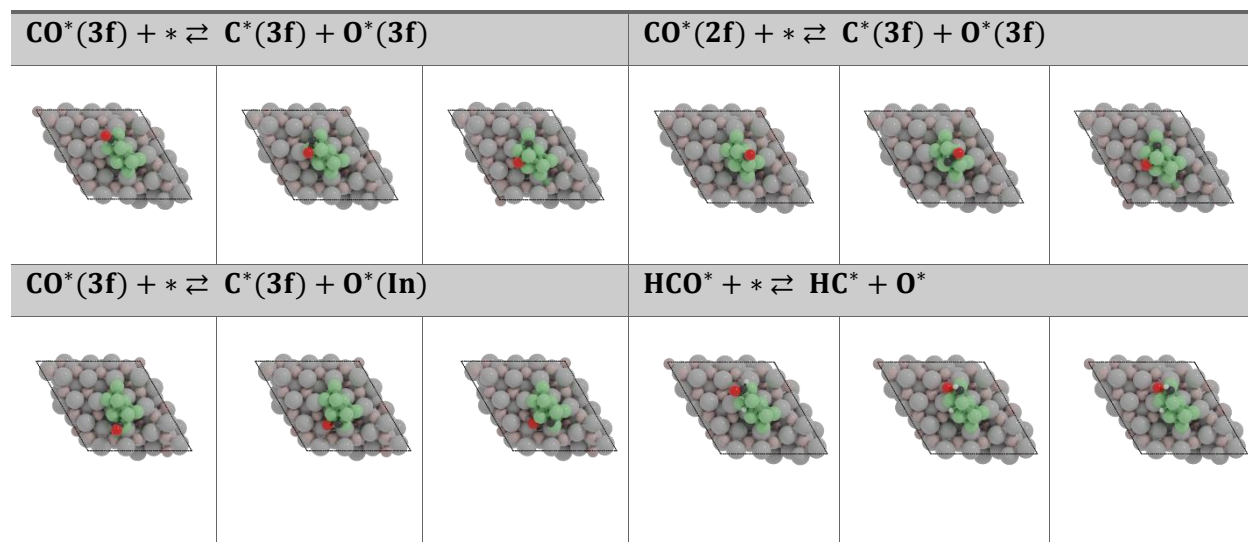 CO*(3f) + * ⇄ C*(3f) + O*(3f)
CO*(2f) + * ⇄ C*(3f) + O*(3f)
CO*(3f) + * ⇄ C*(3f) + O*(In)
HCO* + * ⇄ HC* + O*